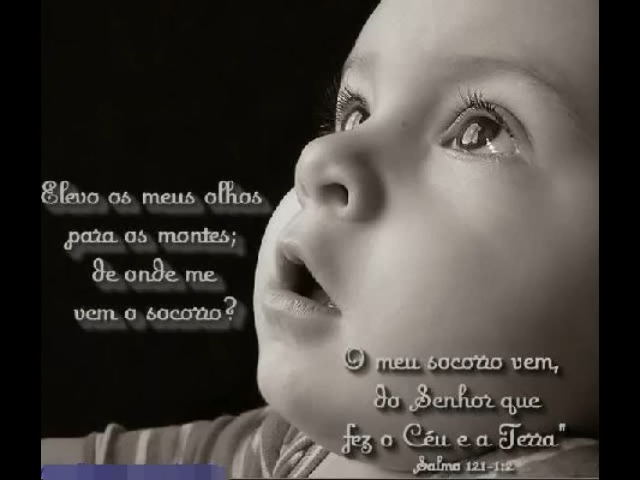 Elevo os meus olhos
para os montes;
de onde me
vem o socorro?
O meu socorro vem,
do Senhor que
fez o Céu e a Terra"
Salmo 121-1:2